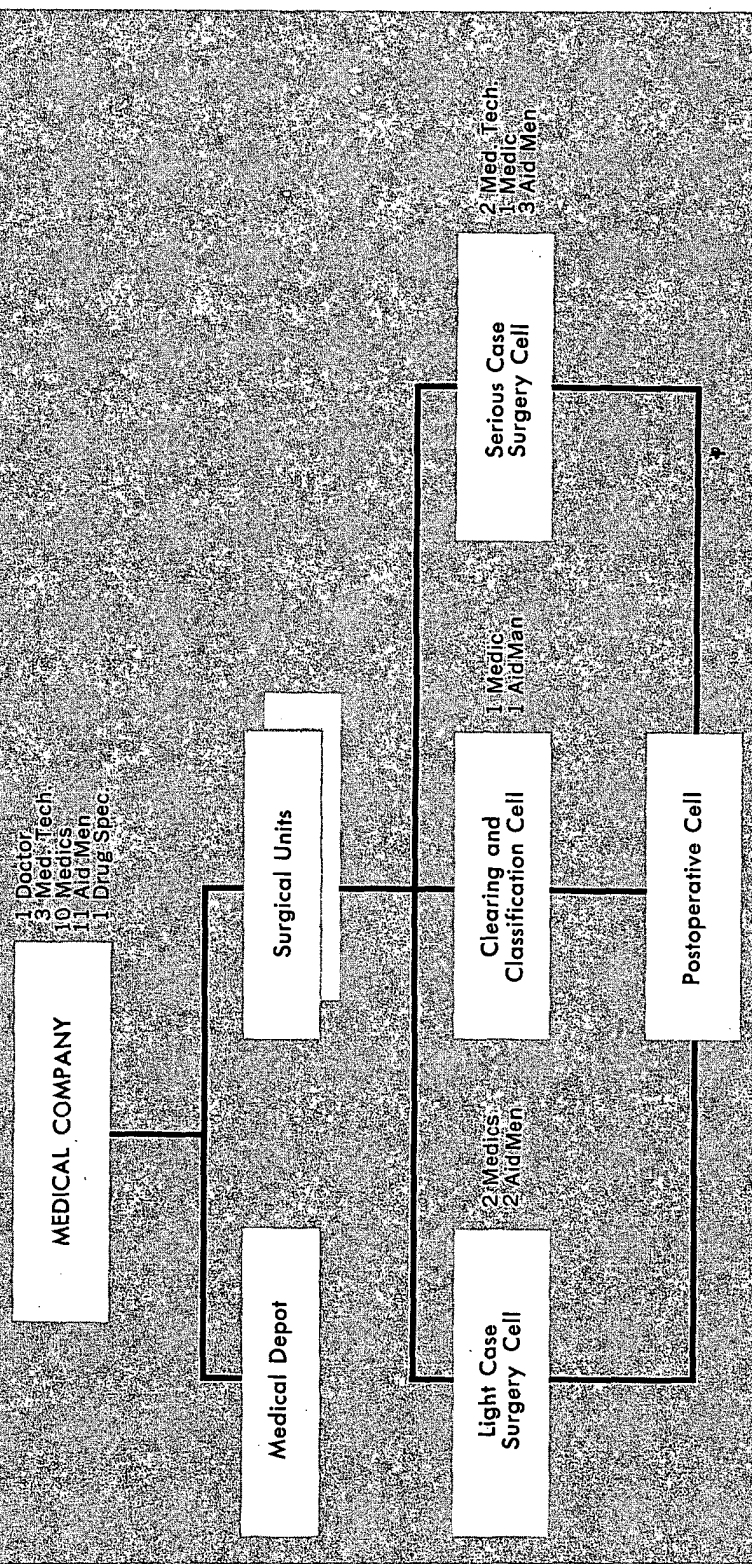 MEDICAL COMPANY
1 Doctor
3 Med. Tech.
10 Medics
11 Aid Men
1 Drug Spec.
Medical Depot
Surgical Units
Light Case
Surgery Cell
2 Medics
2 Aid Men
Clearing and
Classification Cell
1 Medic
1 Aid Man
Serious Case
Surgery Cell
2 Med. Tech.
1 Medic
3 Aid Men
Postoperative Cell